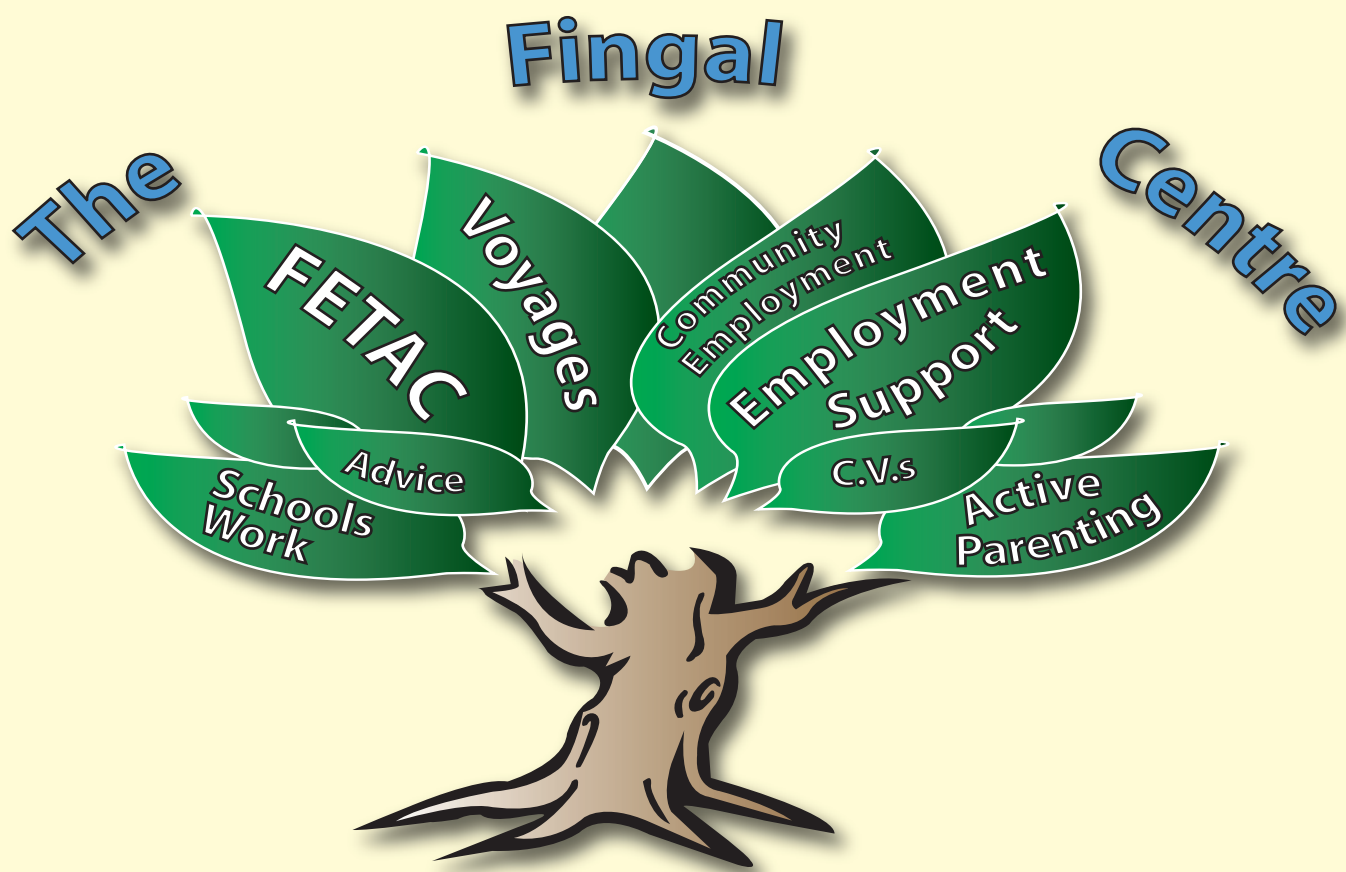 The Fingal Centre
FETAC
Voyages
Community
Employment
Employment
Support
Schools
Work
Advice
C.V.s
Active
Parenting